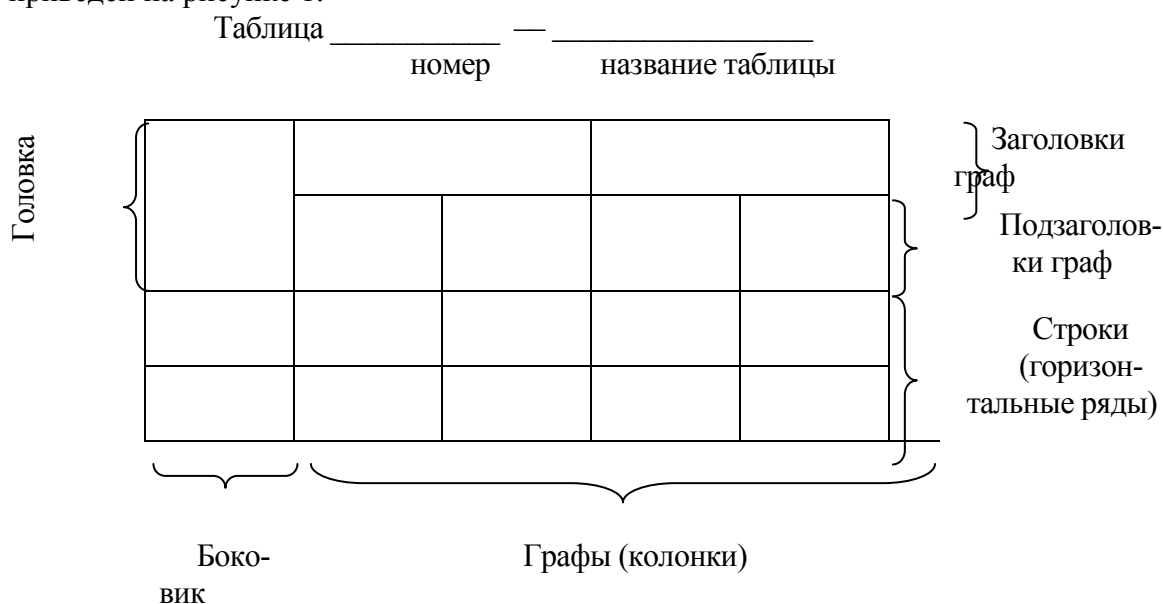 приведен на рисунке 1.
Таблица ___________ — _________________
номер название таблицы
Головка
Заголовки
граф
Подзаголов-
ки граф
Строки
(горизон-
тальные ряды)
Боко-
вик
Графы (колонки)